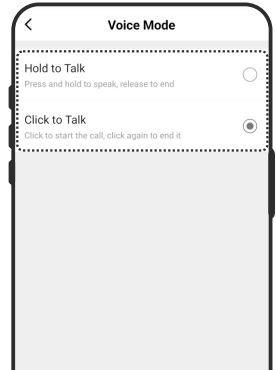 Voice Mode
Hold to Talk
Press and hold to speak, release to end
Click to Talk
Click to start the call, click again to end it